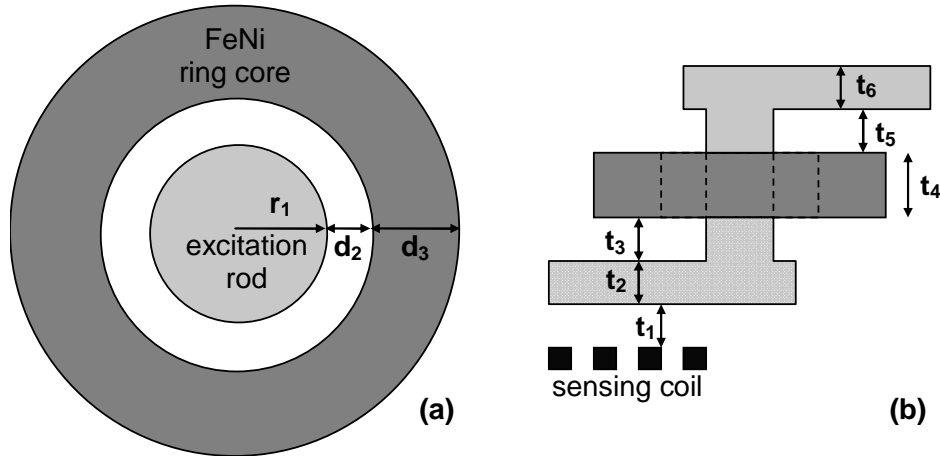 FeNi
ring core
r1
excitation
rod
d2
d3
(a)
t6
t5
t4
t3
t2
t1
sensing coil
(b)